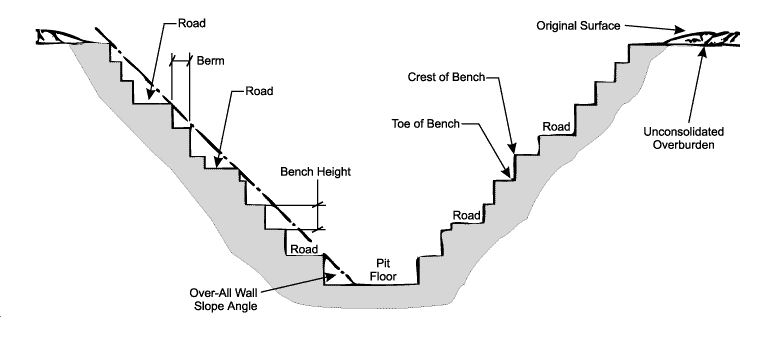 Road
Original Surface
Berm
Road
Crest of Bench
Toe of Bench
Road
Unconsolidated
Overburden
Bench Height
Road
Road
Pit
Floor
Over-All Wall
Slope Angle